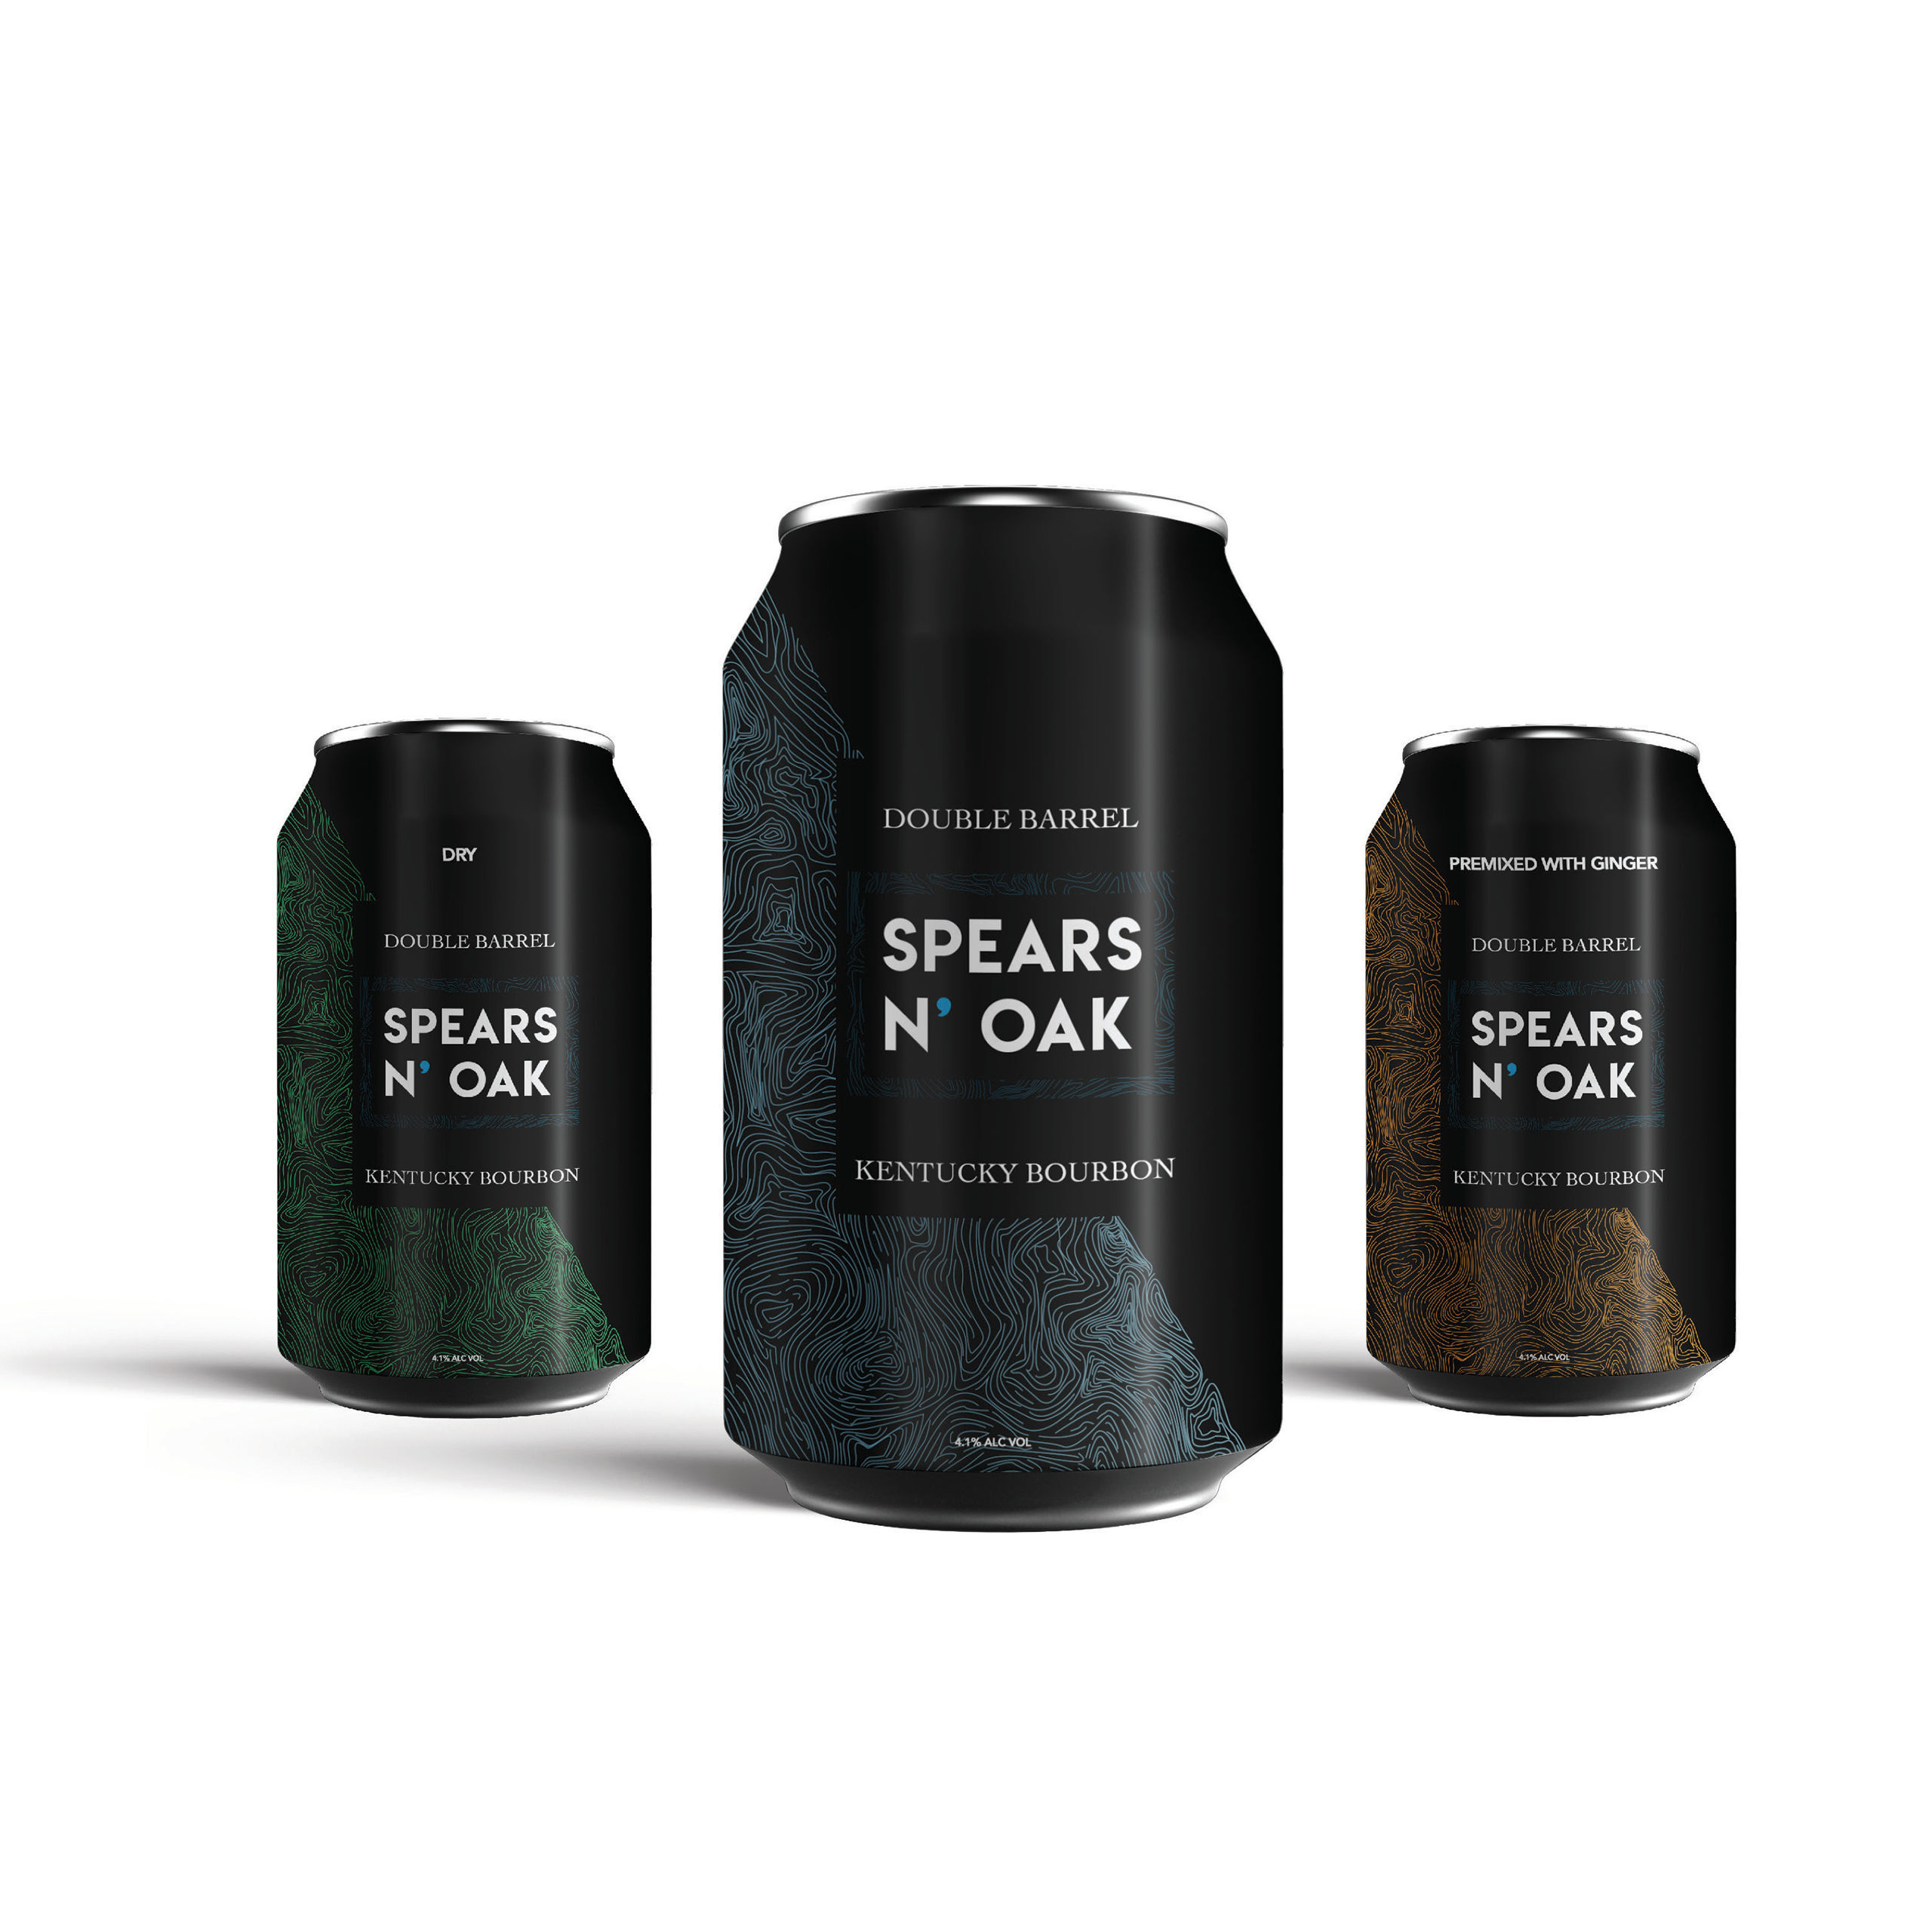 DRY
DOUBLE BARREL
SPEARS
N’ OAK
KENTUCKY BOURBON
4.1% ALC VOL
DOUBLE BARREL
SPEARS
N’ OAK
KENTUCKY BOURBON
4.1% ALC VOL
PREMIXED WITH GINGER
DOUBLE BARREL
SPEARS
N’ OAK
KENTUCKY BOURBON
4.1% ALC VOL